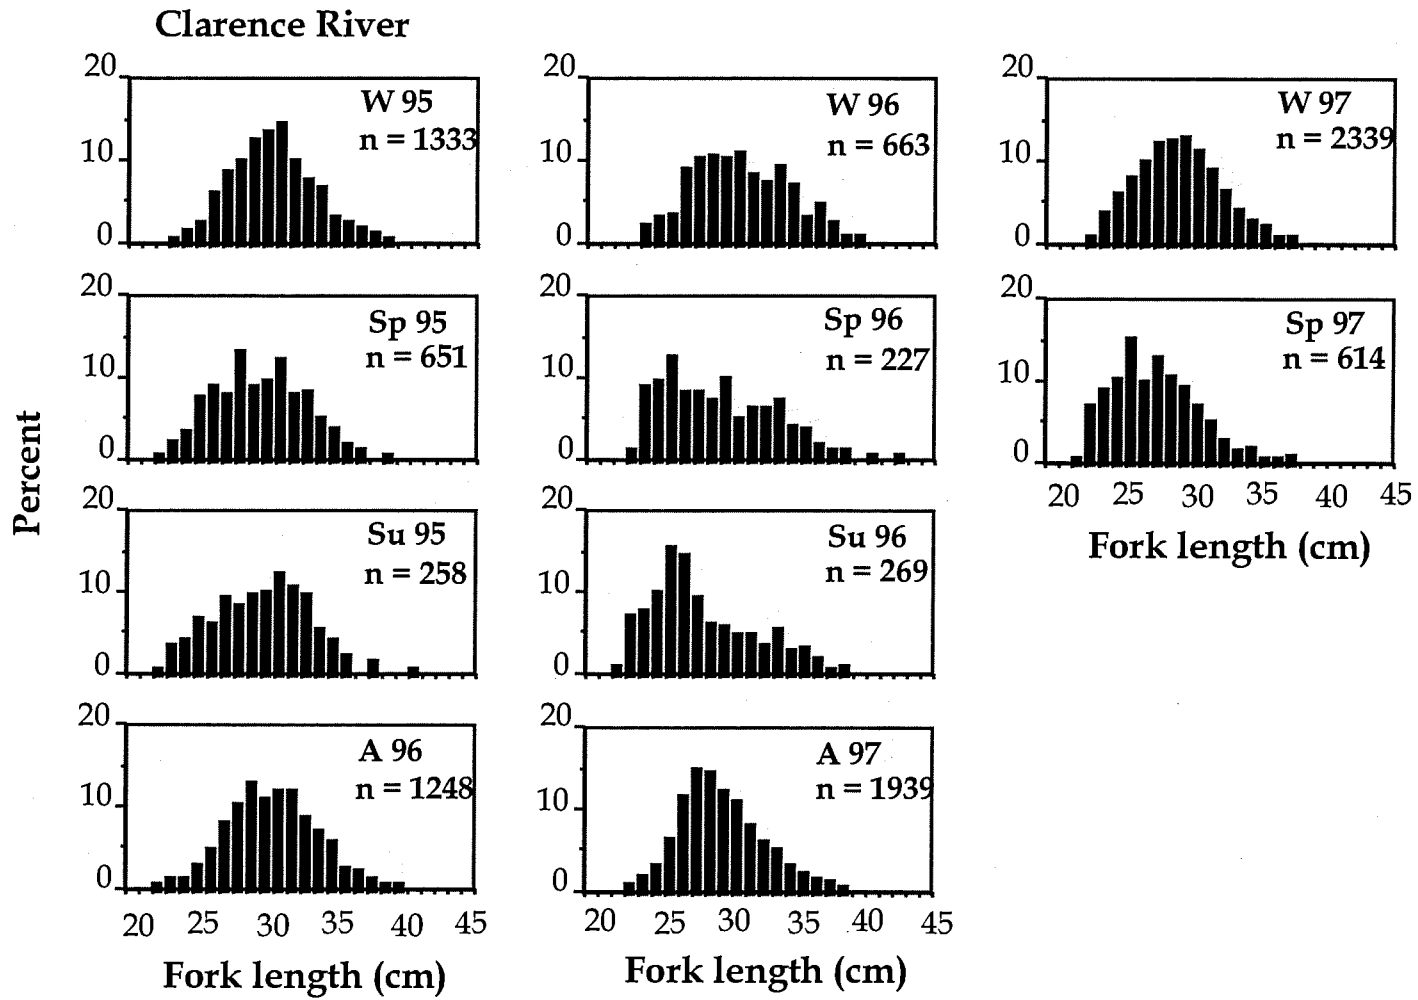 Clarence River
20
10
0
W 95
n = 1333
20
10
0
W 96
n = 663
20
10
0
W 97
n = 2339
20
10
0
Sp 95
n = 651
20
10
0
Sp 96
n = 227
20
10
0
Sp 97
n = 614
20 25 30 35 40 45
Fork length (cm)
Percent
20
10
0
Su 95
n = 258
20
10
0
Su 96
n = 269
20
10
0
A 96
n = 1248
20 25 30 35 40 45
Fork length (cm)
20
10
0
A 97
n = 1939
20 25 30 35 40 45
Fork length (cm)